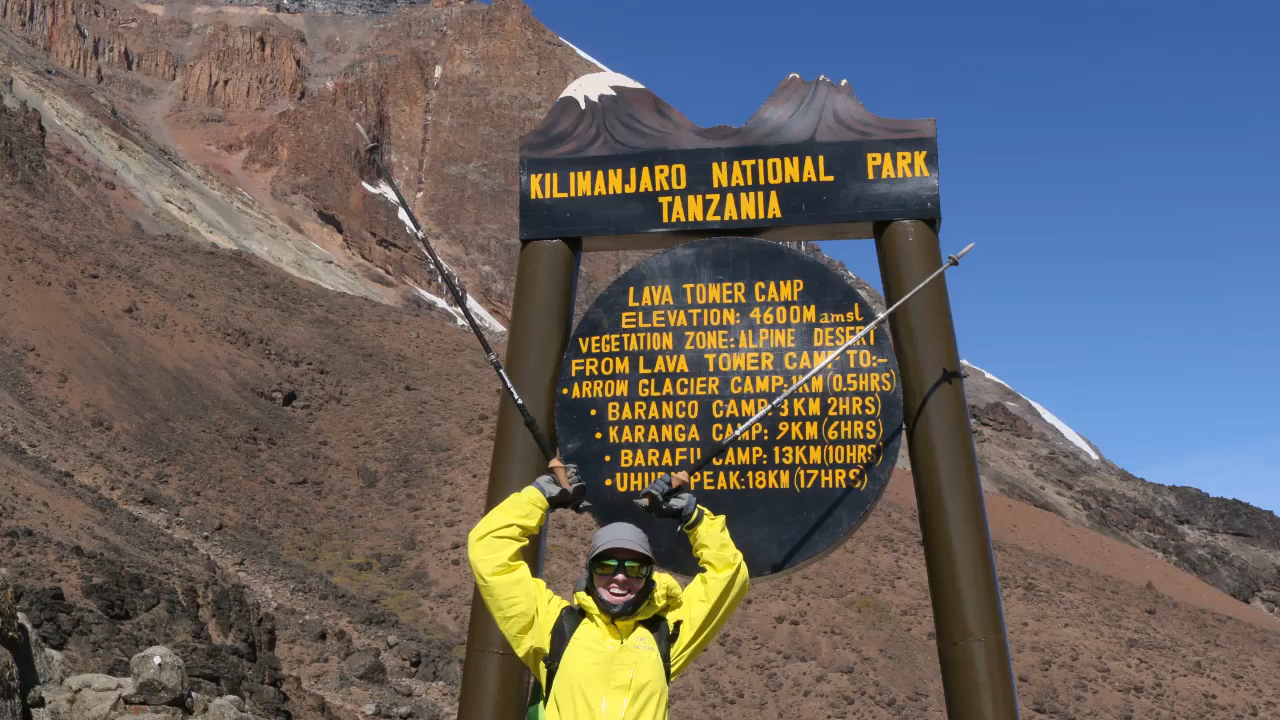 KILIMANJARO NATIONAL PARK
TANZANIA
LAVA TOWER CAMP
ELEVATION: 4600M amsl
VEGETATION ZONE: ALPINE DESERT
FROM LAVA TOWER CAMP TO:-
•ARROW GLACIER CAMP: 1KM (0.5HRS)
• BARANCO CAMP: 3KM 2HRS)
• KARANGA CAMP: 9KM (6HRS)
• BARAFU CAMP: 13KM (10HRS)
•UHURU PEAK: 18KM (17HRS)